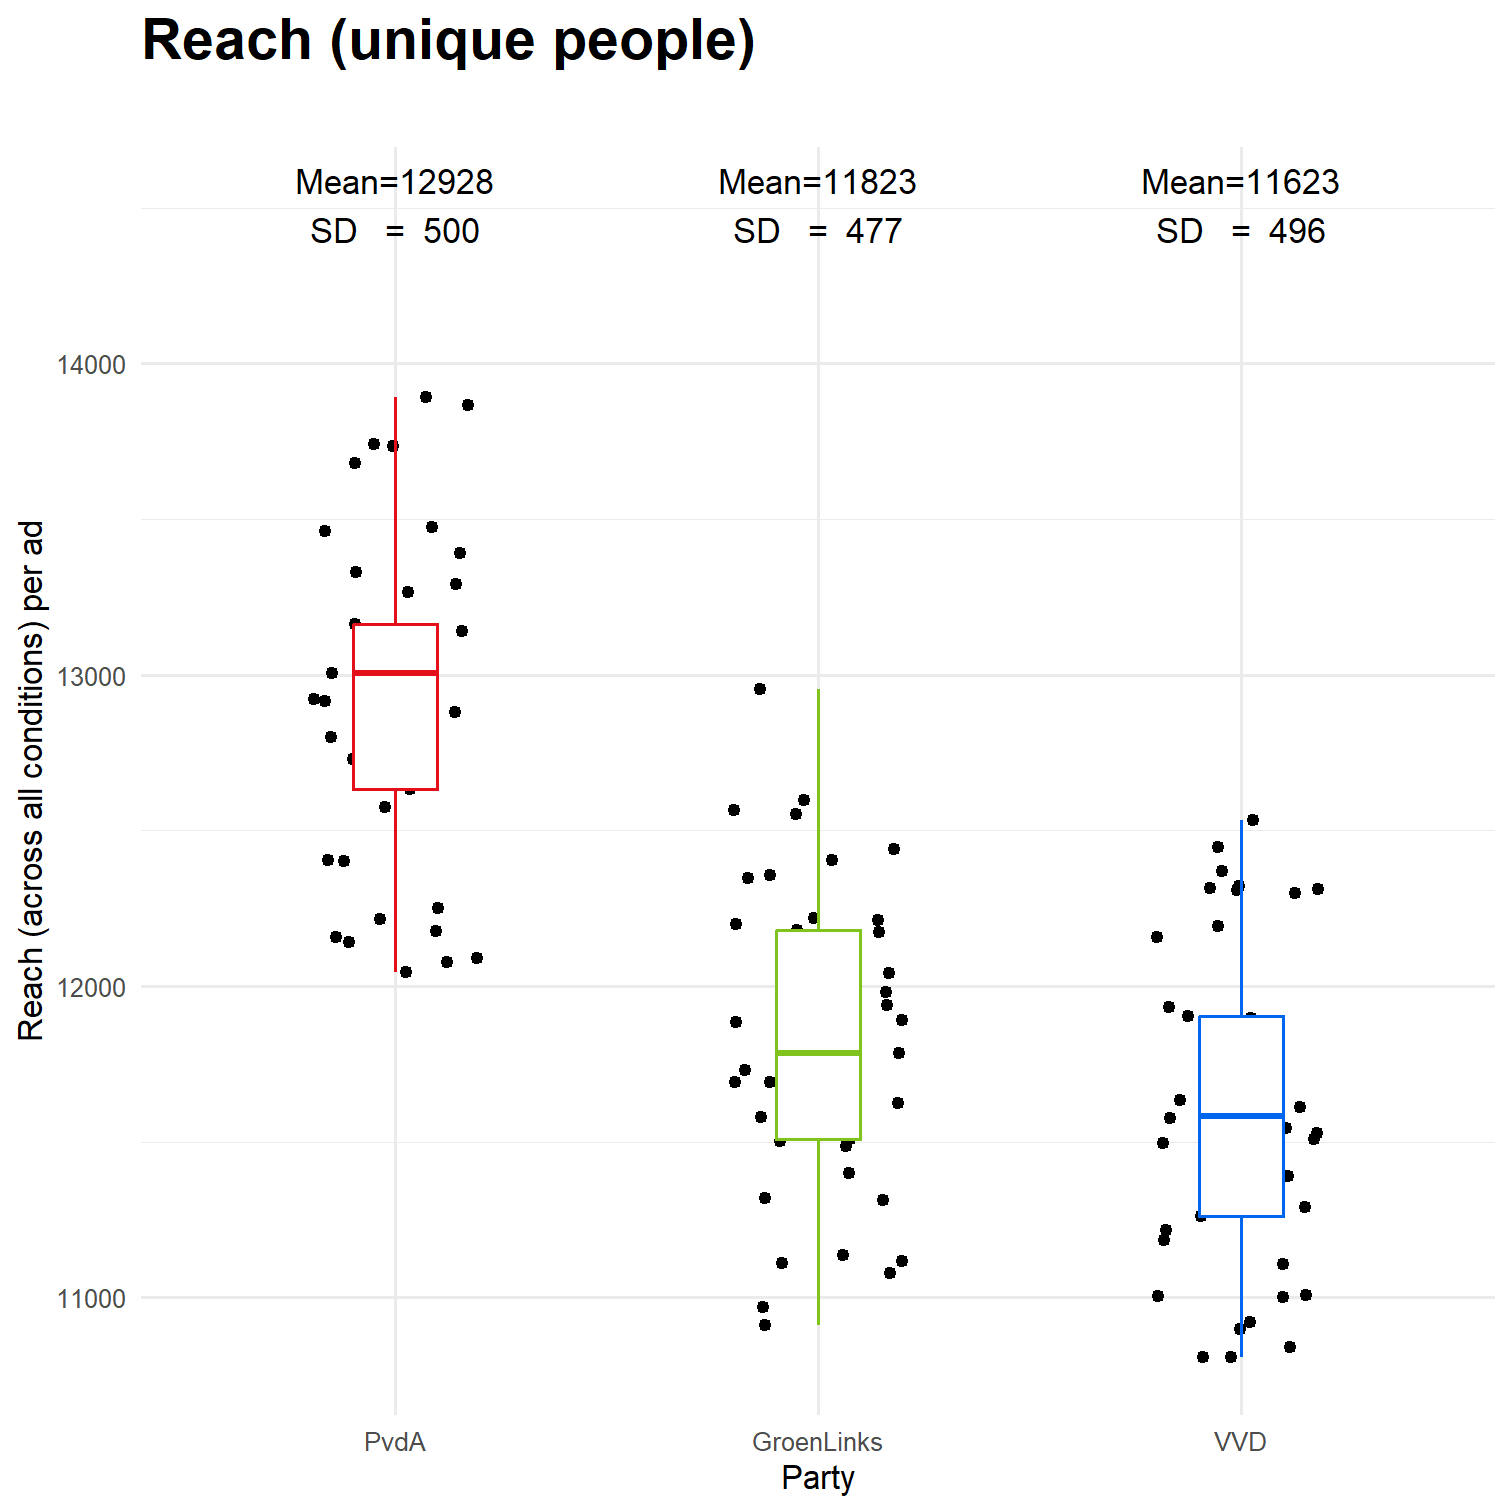 Reach (unique people)
Mean=12928
SD = 500
Mean=11823
SD = 477
Mean=11623
SD = 496
Reach (across all conditions) per ad
14000
13000
12000
11000
PvdA
GroenLinks
VVD
Party